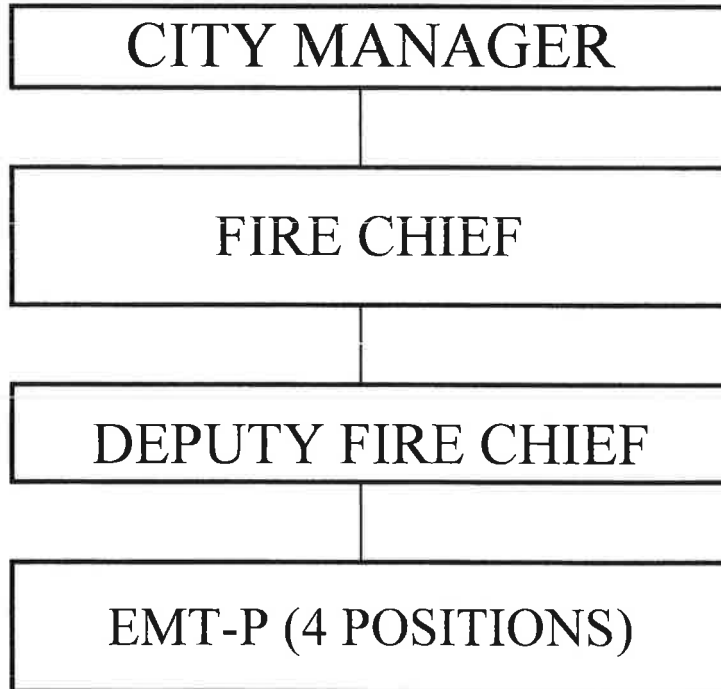 CITY MANAGER
FIRE CHIEF
DEPUTY FIRE CHIEF
EMT-P (4 POSITIONS)